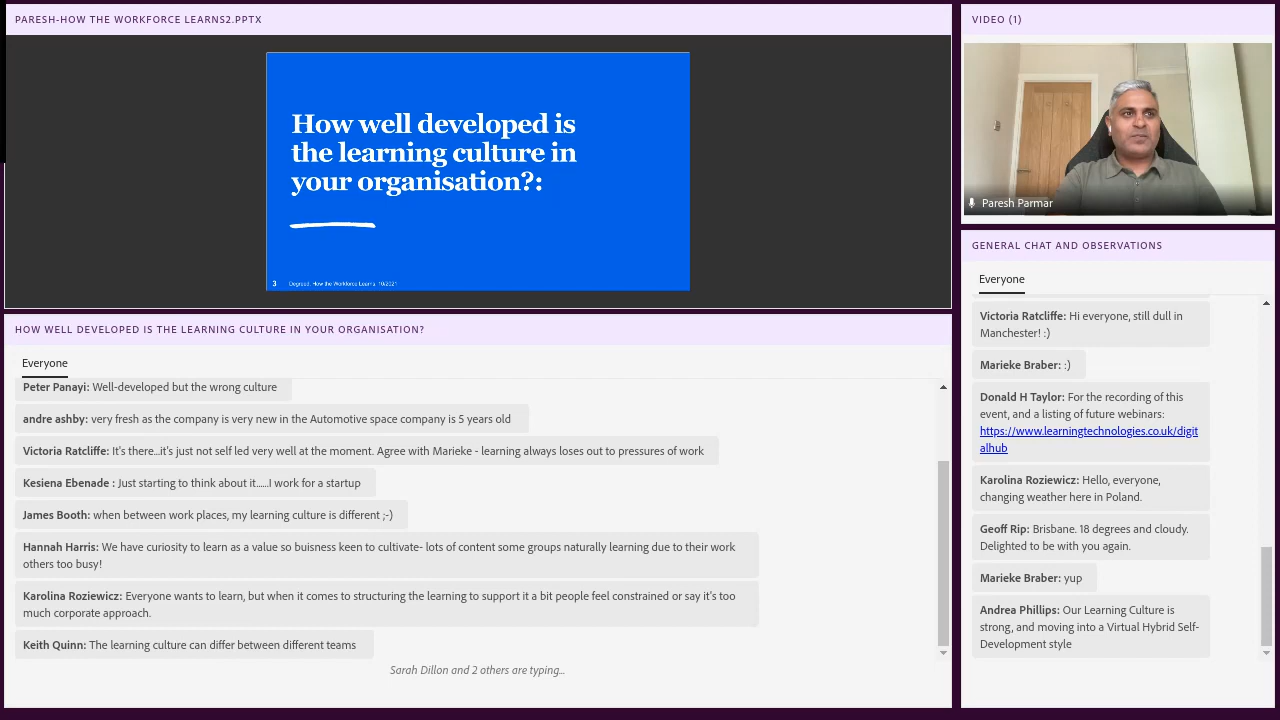 PARESH-HOW THE WORKFORCE LEARNS2.PPTX
How well developed is
the learning culture in
your organisation?:
3 Degreed: How the Workforce Learns, 10/2021
VIDEO (1)
Paresh Parmar
HOW WELL DEVELOPED IS THE LEARNING CULTURE IN YOUR ORGANISATION?
Everyone
Peter Panayi: Well-developed but the wrong culture
andre ashby: very fresh as the company is very new in the Automotive space company is 5 years old
Victoria Ratcliffe: It's there...it's just not self led very well at the moment. Agree with Marieke - learning always loses out to pressures of work
Kesiena Ebenade : Just starting to think about it......I work for a startup
James Booth: when between work places, my learning culture is different ;-)
Hannah Harris: We have curiosity to learn as a value so buisness keen to cultivate- lots of content some groups naturally learning due to their work
others too busy!
Karolina Roziewicz: Everyone wants to learn, but when it comes to structuring the learning to support it a bit people feel constrained or say it's too
much corporate approach.
Keith Quinn: The learning culture can differ between different teams
Sarah Dillon and 2 others are typing...
GENERAL CHAT AND OBSERVATIONS
Everyone
Victoria Ratcliffe: Hi everyone, still dull in
Manchester! :)
Marieke Braber: :)
Donald H Taylor: For the recording of this
event, and a listing of future webinars:
https://www.learningtechnologies.co.uk/digit
alhub
Karolina Roziewicz: Hello, everyone,
changing weather here in Poland.
Geoff Rip: Brisbane. 18 degrees and cloudy.
Delighted to be with you again.
Marieke Braber: yup
Andrea Phillips: Our Learning Culture is
strong, and moving into a Virtual Hybrid Self-
Development style